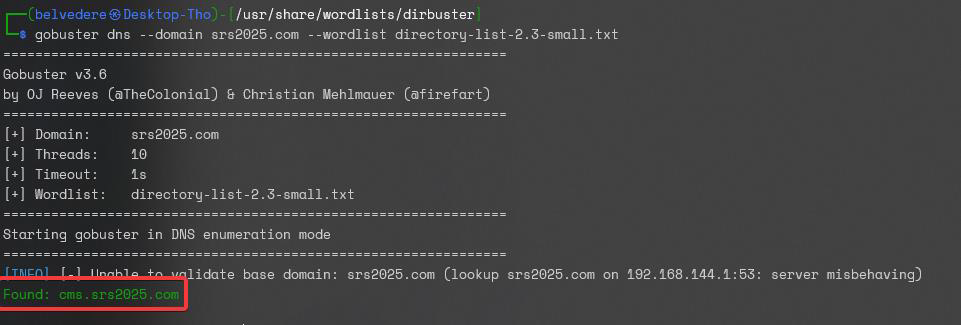 (belvedere㉿Desktop-Tho)-[/usr/share/wordlists/dirbuster]
$ gobuster dns --domain srs2025.com --wordlist directory-list-2.3-small.txt
===============================================================
Gobuster v3.6
by OJ Reeves (@TheColonial) & Christian Mehlmauer (@firefart)
===============================================================
[+] Domain:     srs2025.com
[+] Threads:    10
[+] Timeout:    1s
[+] Wordlist:   directory-list-2.3-small.txt
===============================================================
Starting gobuster in DNS enumeration mode
===============================================================
[INFO] [-] Unable to validate base domain: srs2025.com (lookup srs2025.com on 192.168.144.1:53: server misbehaving)
Found: cms.srs2025.com